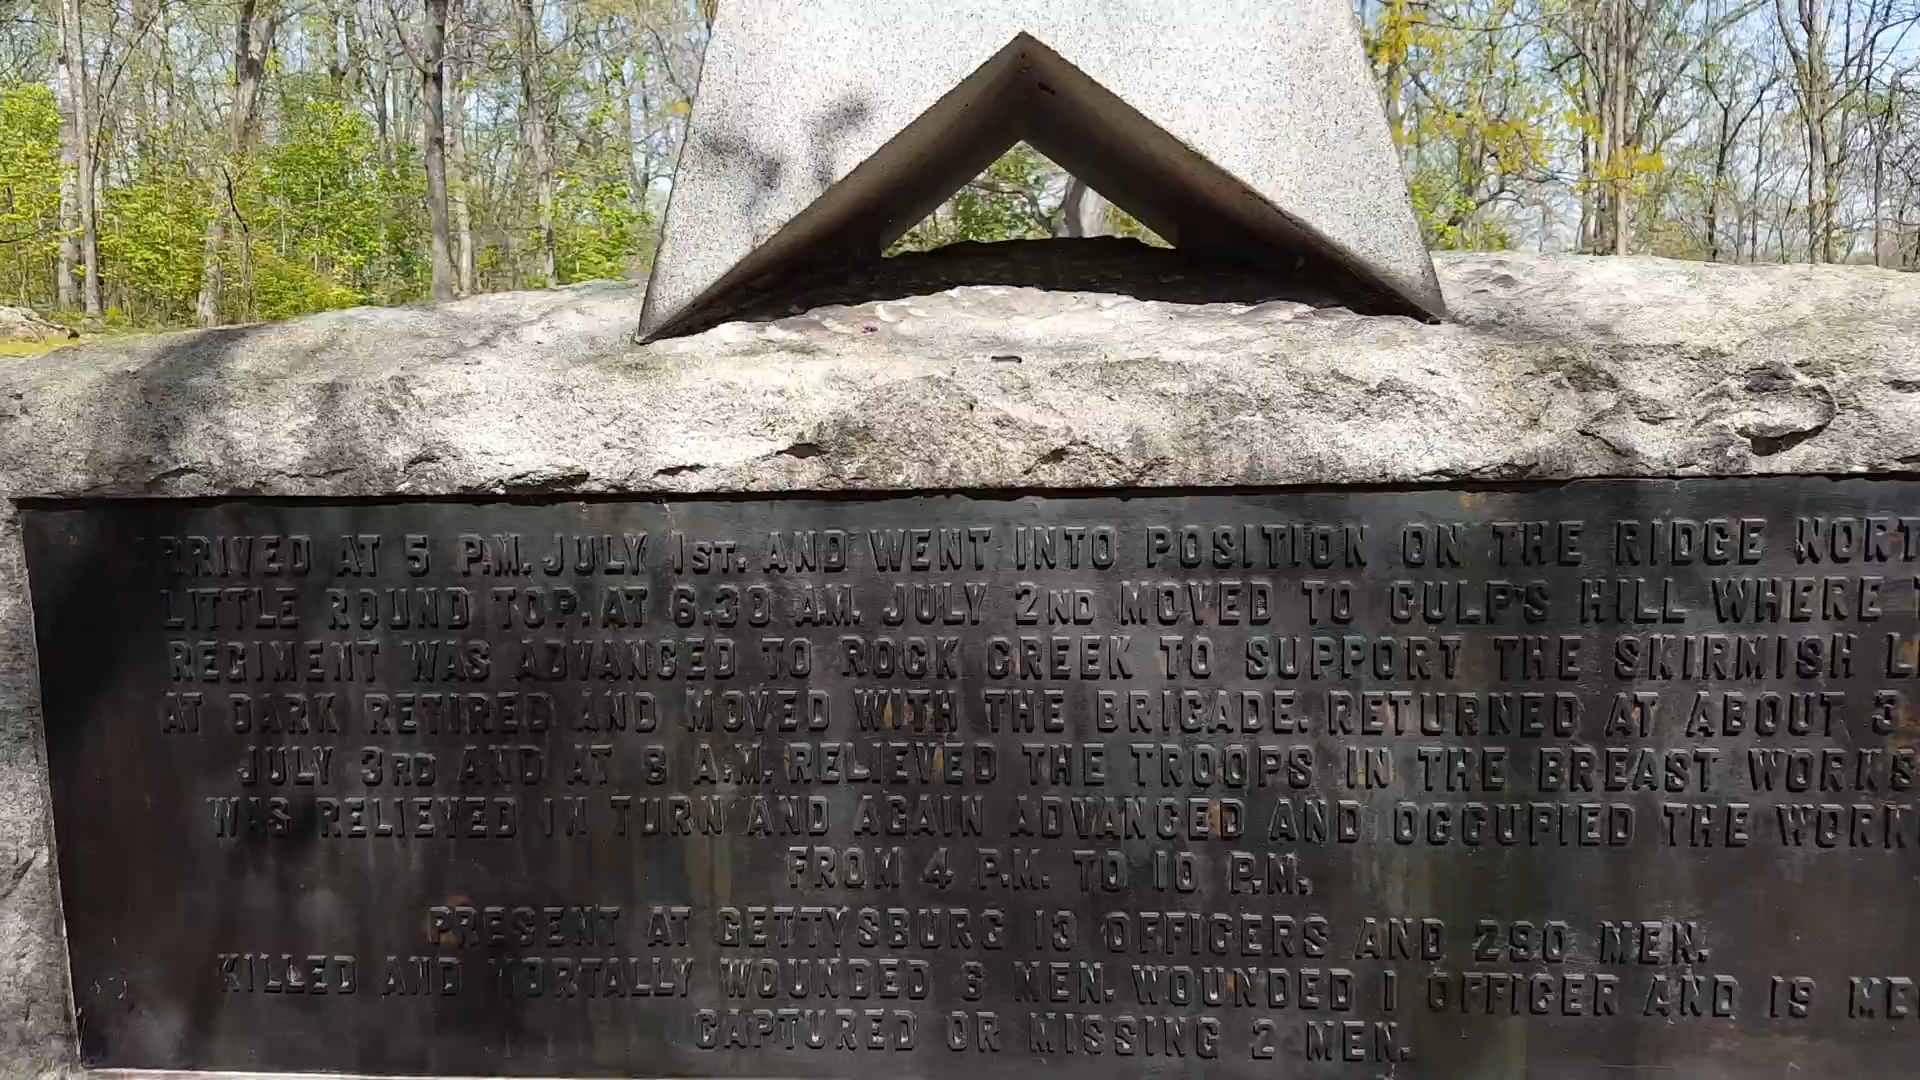 ARRIVED AT 5 P.M. JULY 1ST. AND WENT INTO POSITION ON THE RIDGE NORT
LITTLE ROUND TOP. AT 6.30 A.M. JULY 2ND MOVED TO CULP'S HILL WHERE T
REGIMENT WAS ADVANCED TO ROCK CREEK TO SUPPORT THE SKIRMISH LI
AT DARK RETIRED AND MOVED WITH THE BRIGADE. RETURNED AT ABOUT 3
JULY 3RD AND AT 8 A.M. RELIEVED THE TROOPS IN THE BREAST WORKS
WAS RELIEVED IN TURN AND AGAIN ADVANCED AND OCCUPIED THE WORK
FROM 4 P.M. TO 10 P.M.
PRESENT AT GETTYSBURG 13 OFFICERS AND 290 MEN.
KILLED AND MORTALLY WOUNDED 6 MEN. WOUNDED 1 OFFICER AND 19 ME
CAPTURED OR MISSING 2 MEN.